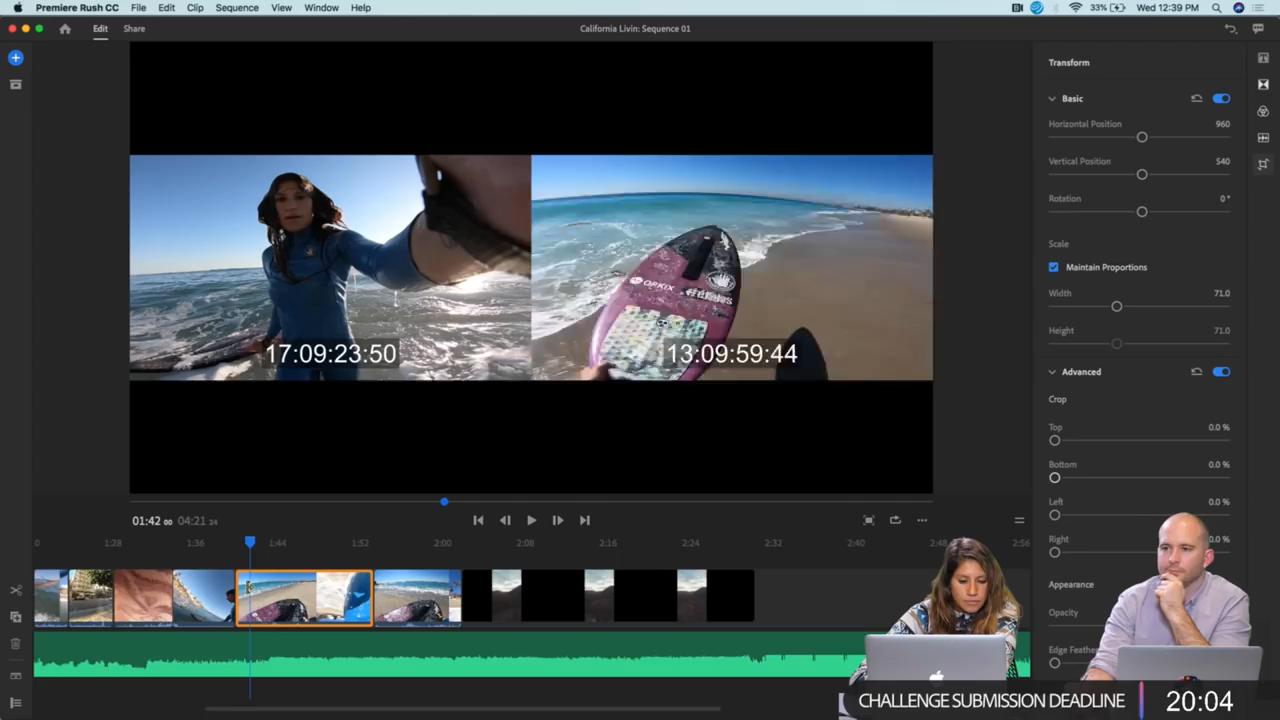 Premiere Rush CC File Edit Clip Sequence View Window Help 33% Wed 12:39 PM
Edit Share California Livin: Sequence 01
Transform
Basic
Horizontal Position 960
Vertical Position 540
Rotation 0°
Scale
Maintain Proportions
Width 71.0
Height 71.0
Advanced
Crop
Top 0.0 %
Bottom 0.0 %
Left 0.0 %
Right 0.0 %
Appearance
Opacity
Edge Feather
OPKIX
17:09:23:50 13:09:59:44
01:42 00 04:21 24
0 1:28 1:36 1:44 1:52 2:00 2:08 2:16 2:24 2:32 2:40 2:48 2:56
CHALLENGE SUBMISSION DEADLINE 20:04